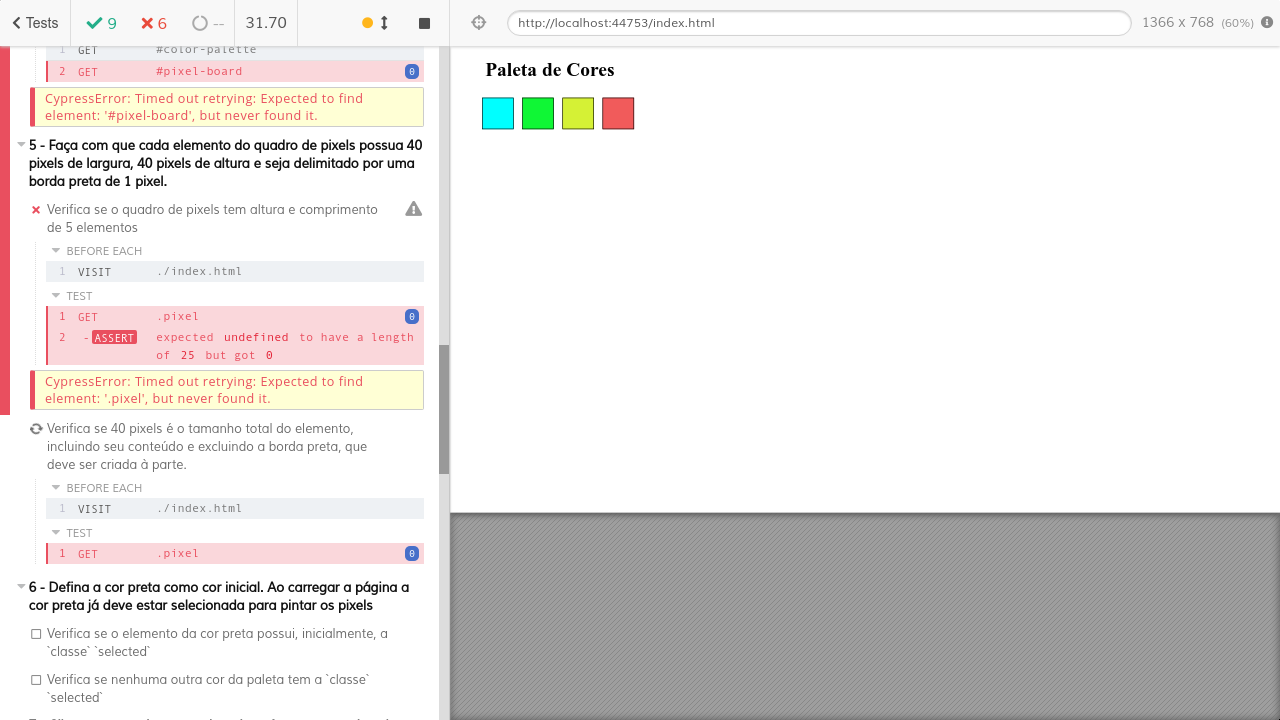 Tests 9 6 -- 31.70
http://localhost:44753/index.html 1366 x 768 (60%)
1 GET #color-palette
2 GET #pixel-board 0
CypressError: Timed out retrying: Expected to find
element: '#pixel-board', but never found it.
5 - Faça com que cada elemento do quadro de pixels possua 40
pixels de largura, 40 pixels de altura e seja delimitado por uma
borda preta de 1 pixel.
Verifica se o quadro de pixels tem altura e comprimento
de 5 elementos
BEFORE EACH
1 VISIT ./index.html
TEST
1 GET .pixel 0
2 -ASSERT expected undefined to have a length
of 25 but got 0
CypressError: Timed out retrying: Expected to find
element: '.pixel', but never found it.
Verifica se 40 pixels é o tamanho total do elemento,
incluindo seu conteúdo e excluindo a borda preta, que
deve ser criada à parte.
BEFORE EACH
1 VISIT ./index.html
TEST
1 GET .pixel 0
6 - Defina a cor preta como cor inicial. Ao carregar a página a
cor preta já deve estar selecionada para pintar os pixels
Verifica se o elemento da cor preta possui, inicialmente, a
`classe` `selected`
Verifica se nenhuma outra cor da paleta tem a `classe`
`selected`
Paleta de Cores